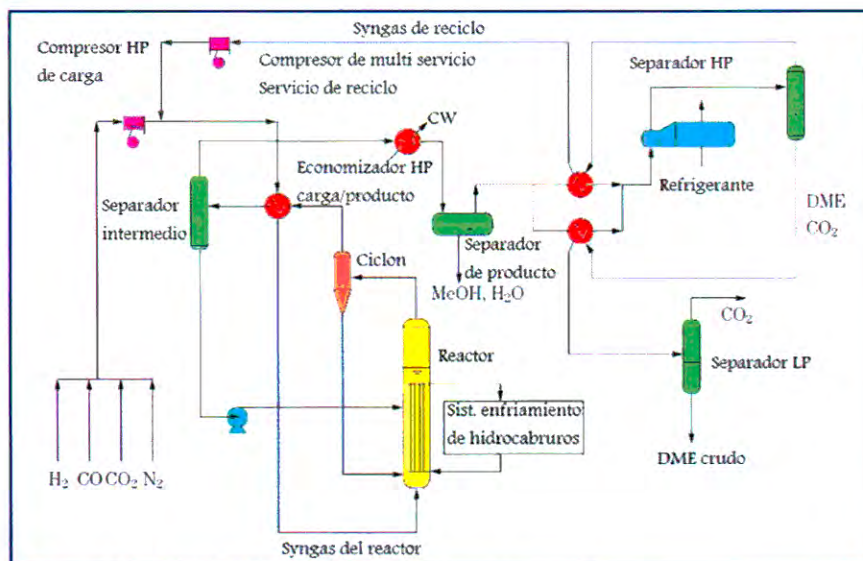 Syngas de reciclo
Compresor HP
de carga
Compresor de multi servicio
Servicio de reciclo
Separador HP
CW
Economizador HP
carga/producto
Refrigerante
Separador
intermedio
DME
CO₂
Separador
de producto
MeOH, H₂O
Ciclon
CO₂
Reactor
Separador LP
Sist. enfriamiento
de hidrocabruros
DME crudo
H₂ CO CO₂ N₂
Syngas del reactor